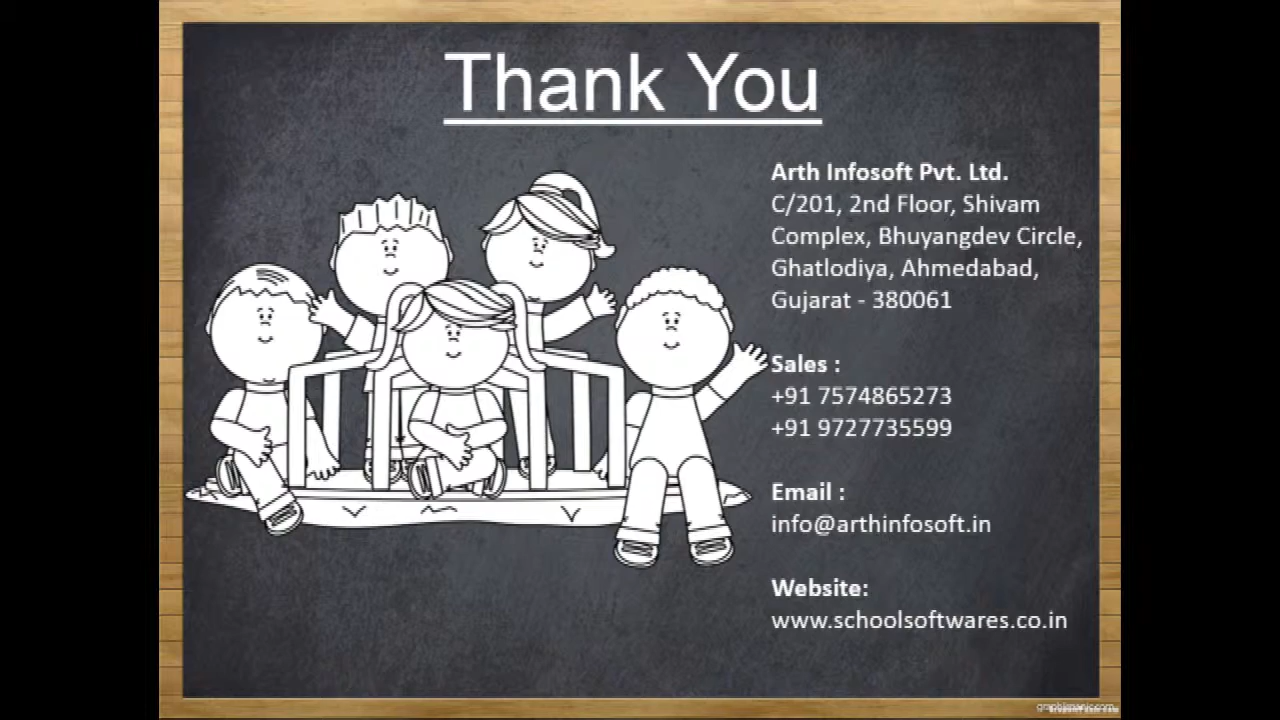 Thank You
Arth Infosoft Pvt. Ltd.
C/201, 2nd Floor, Shivam
Complex, Bhuyangdev Circle,
Ghatlodiya, Ahmedabad,
Gujarat - 380061
Sales :
+91 7574865273
+91 9727735599
Email :
info@arthinfosoft.in
Website:
www.schoolsoftwares.co.in